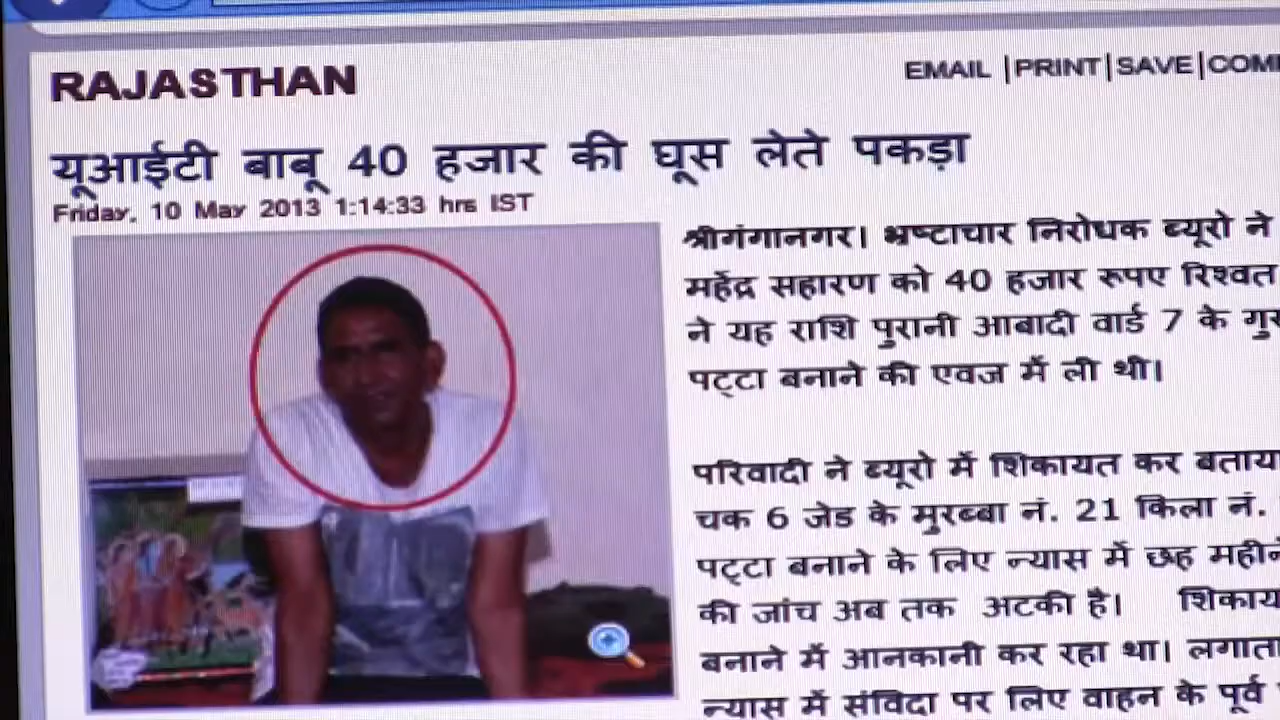 RAJASTHAN
EMAIL |PRINT|SAVE|COM
यूआईटी बाबू 40 हजार की घूस लेते पकड़ा
Friday, 10 May 2013 1:14:33 hrs IST
श्रीगंगानगर। भ्रष्टाचार निरोधक ब्यूरो ने
महेंद्र सहारण को 40 हजार रूपए रिश्वत
ने यह राशि पुरानी आबादी वार्ड 7 के
पट्टा बनाने की एवज में ली थी।
परिवादी ने ब्यूरो में शिकायत कर बताया
चक 6 जेड के मुरब्बा नं. 21 किला नं.
पट्टा बनाने के लिए न्यास में छह
की जांच अब तक अटकी है।
बनाने में आनकानी कर रहा था।
न्यास में संविदा पर लिए वाहन के पूर्व